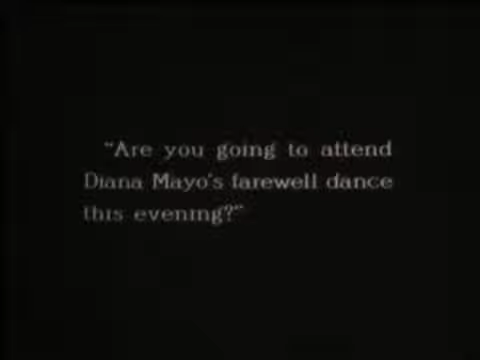 "Are you going to attend
Diana Mayo's farewell dance
this evening?"